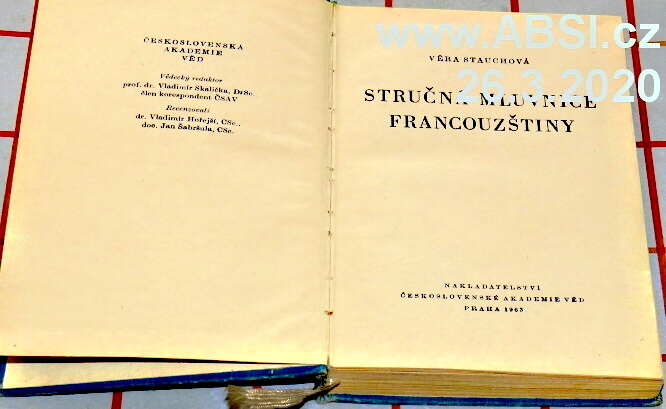 ČESKOSLOVENSKÁ
AKADEMIE
VĚD
Vědecký redaktor
prof. dr. Vladimír Skalička, DrSc.
člen korespondent ČSAV
Recenzovali
dr. Vladimír Hořejší, CSc.,
doc. Jan Šabršula, CSc.
www.ABSI.cz
26.3.2020
VĚRA STAUCHOVÁ
STRUČNÁ MLUVNICE
FRANCOUZŠTINY
NAKLADATELSTVÍ
ČESKOSLOVENSKÉ AKADEMIE VĚD
PRAHA 1963